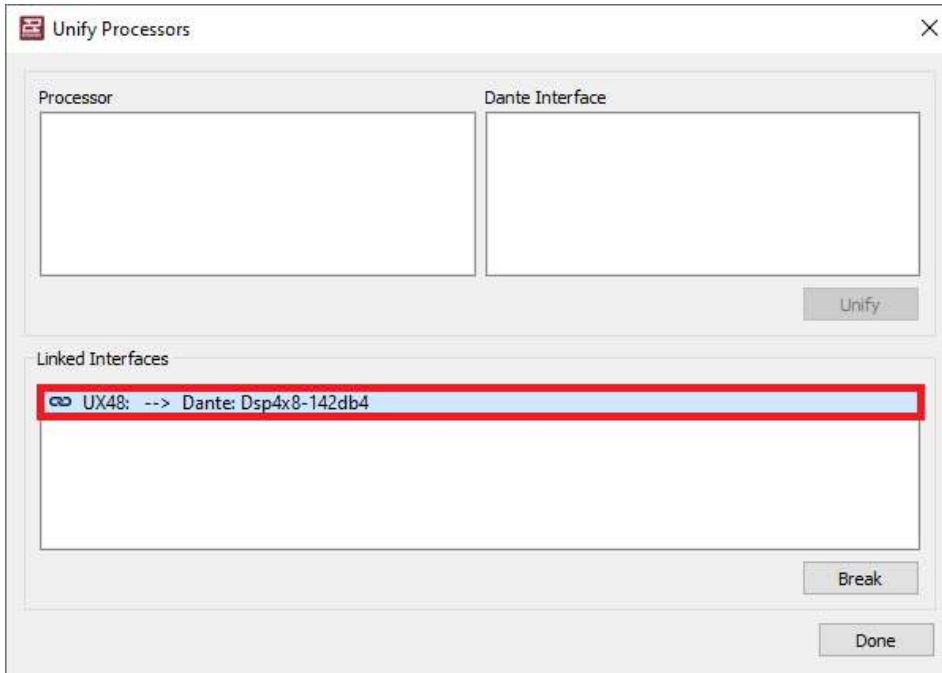 Unify Processors
Processor
Dante Interface
Unify
Linked Interfaces
UX48: --> Dante: Dsp4x8-142db4
Break
Done